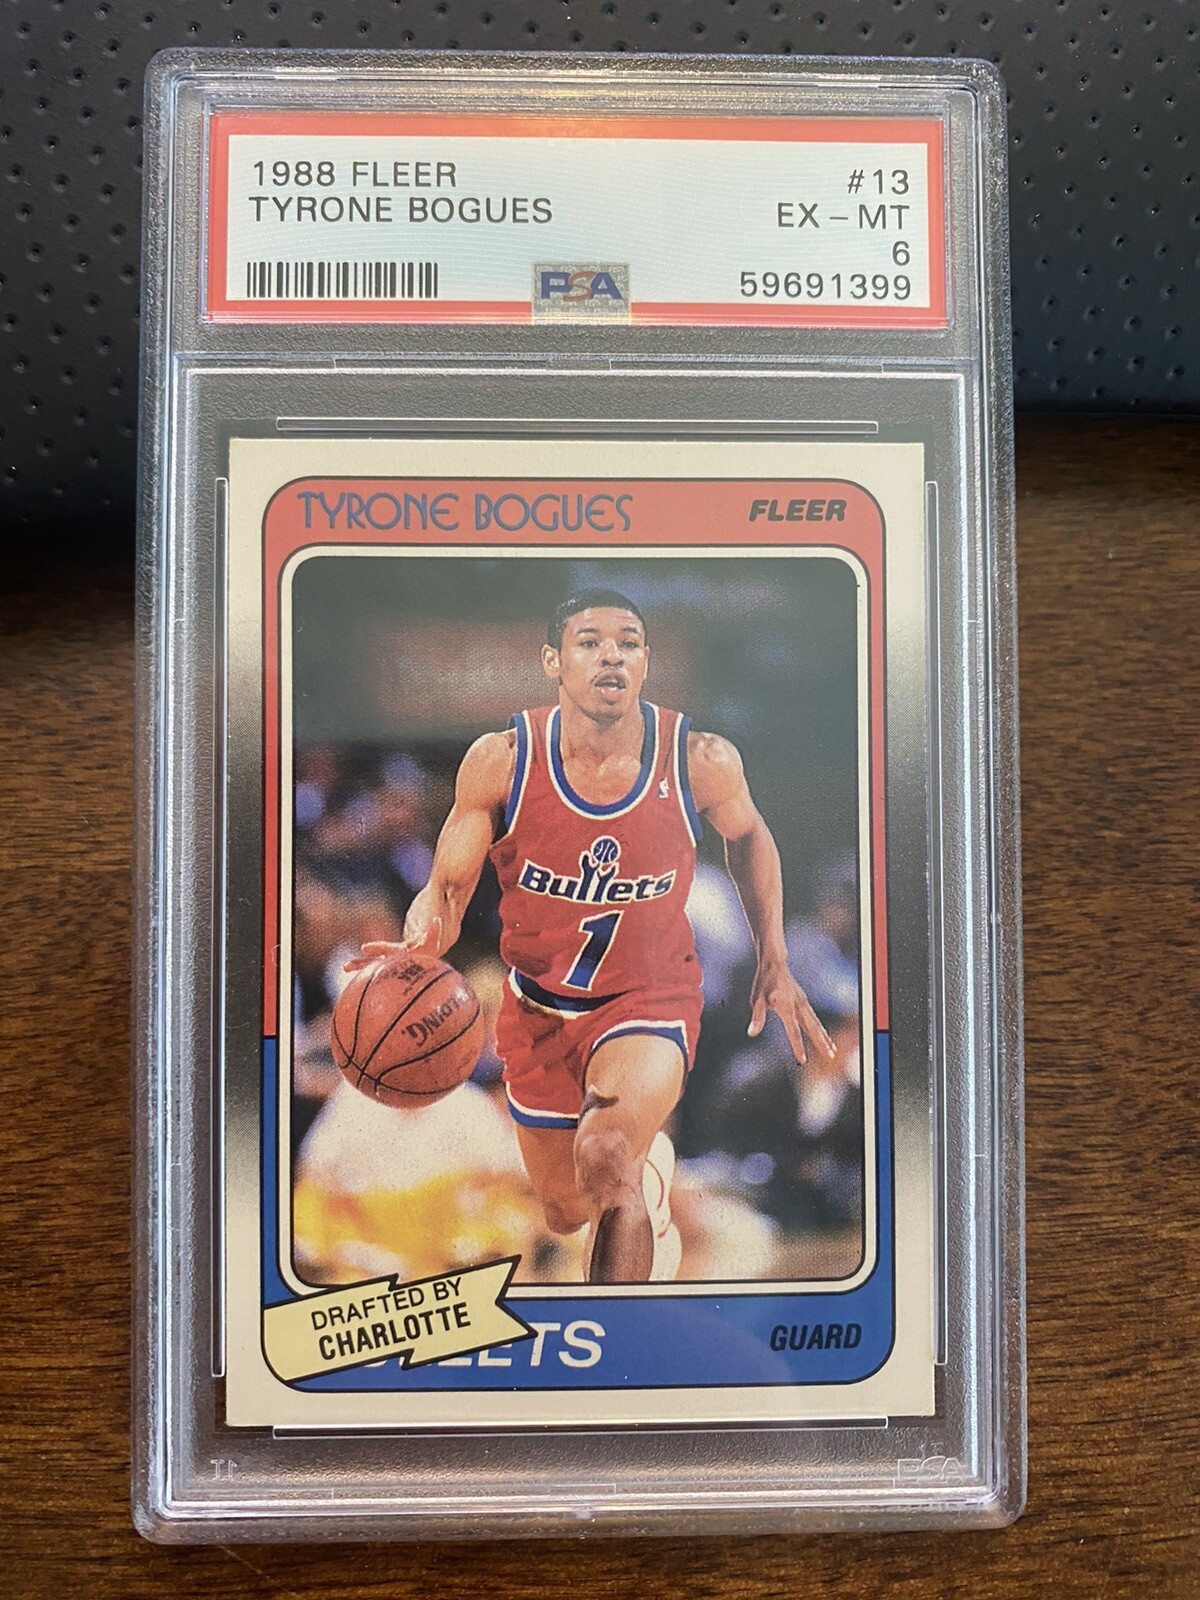 1988 FLEER #13
TYRONE BOGUES EX - MT
6
PSA 59691399
TYRONE BOGUES FLEER
Bullets
1
DRAFTED BY
CHARLOTTE
GUARD
PSA